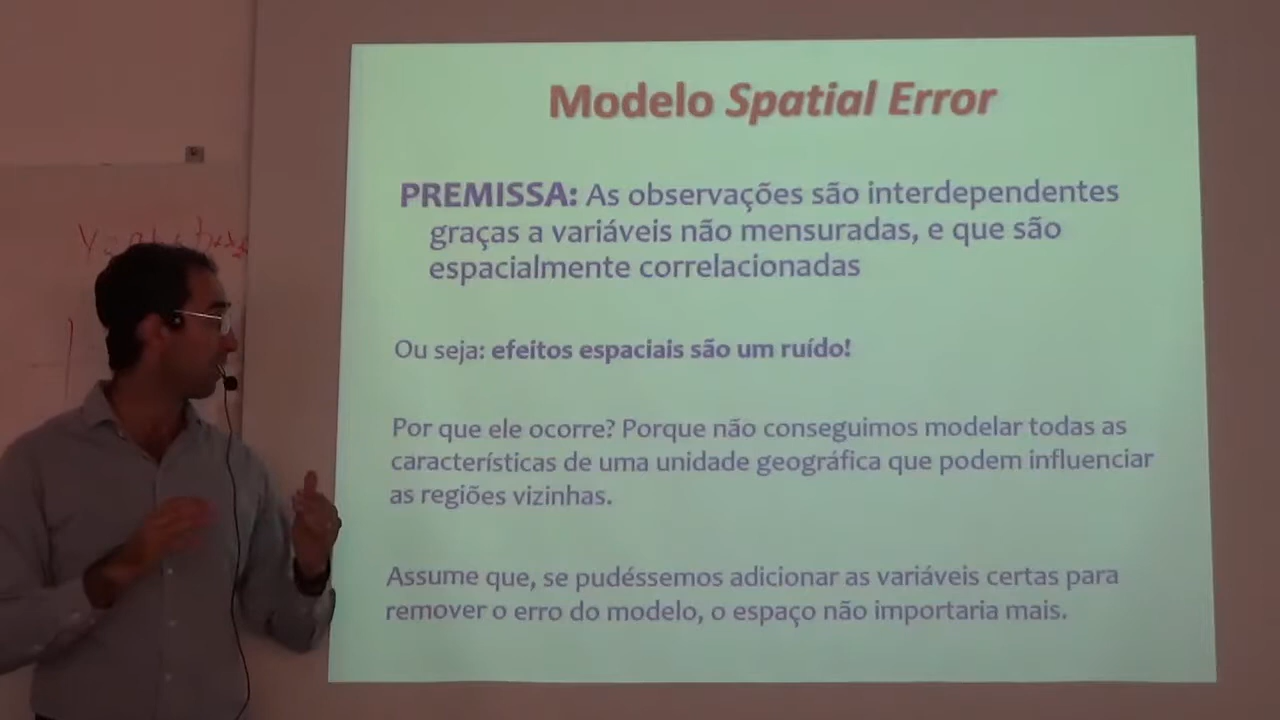 Modelo Spatial Error
PREMISSA: As observações são interdependentes
graças a variáveis não mensuradas, e que são
espacialmente correlacionadas
Ou seja: efeitos espaciais são um ruído!
Por que ele ocorre? Porque não conseguimos modelar todas as
características de uma unidade geográfica que podem influenciar
as regiões vizinhas.
Assume que, se pudéssemos adicionar as variáveis certas para
remover o erro do modelo, o espaço não importaria mais.